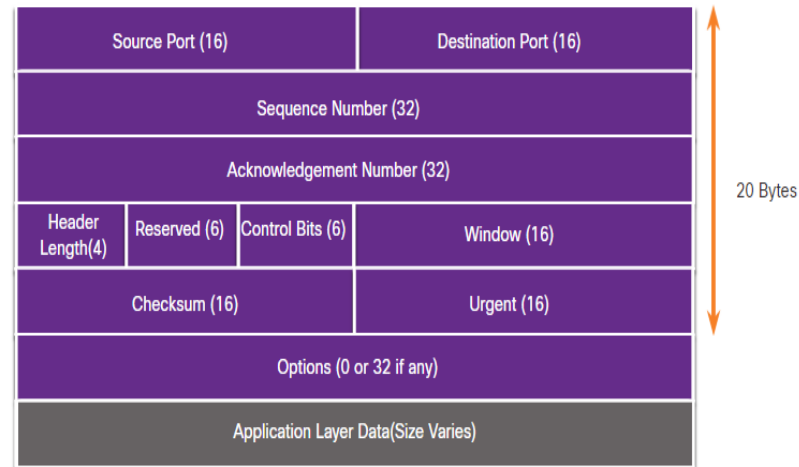 Source Port (16)
Destination Port (16)
Sequence Number (32)
Acknowledgement Number (32)
Header
Length(4)
Reserved (6)
Control Bits (6)
Window (16)
Checksum (16)
Urgent (16)
Options (0 or 32 if any)
Application Layer Data(Size Varies)
20 Bytes